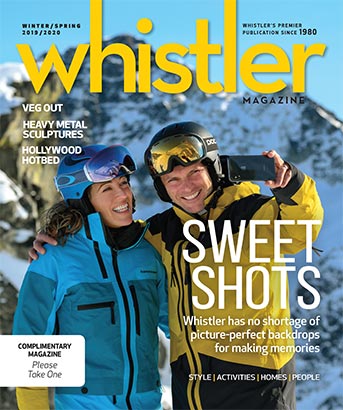 WINTER/SPRING
2019/2020
WHISTLER'S PREMIER
PUBLICATION SINCE 1980
whistler
MAGAZINE
VEG OUT
HEAVY METAL
SCULPTURES
HOLLYWOOD
HOTBED
POC
SWEET
SHOTS
Whistler has no shortage of
picture-perfect backdrops
for making memories
COMPLIMENTARY
MAGAZINE
Please
Take One
STYLE | ACTIVITIES | HOMES | PEOPLE